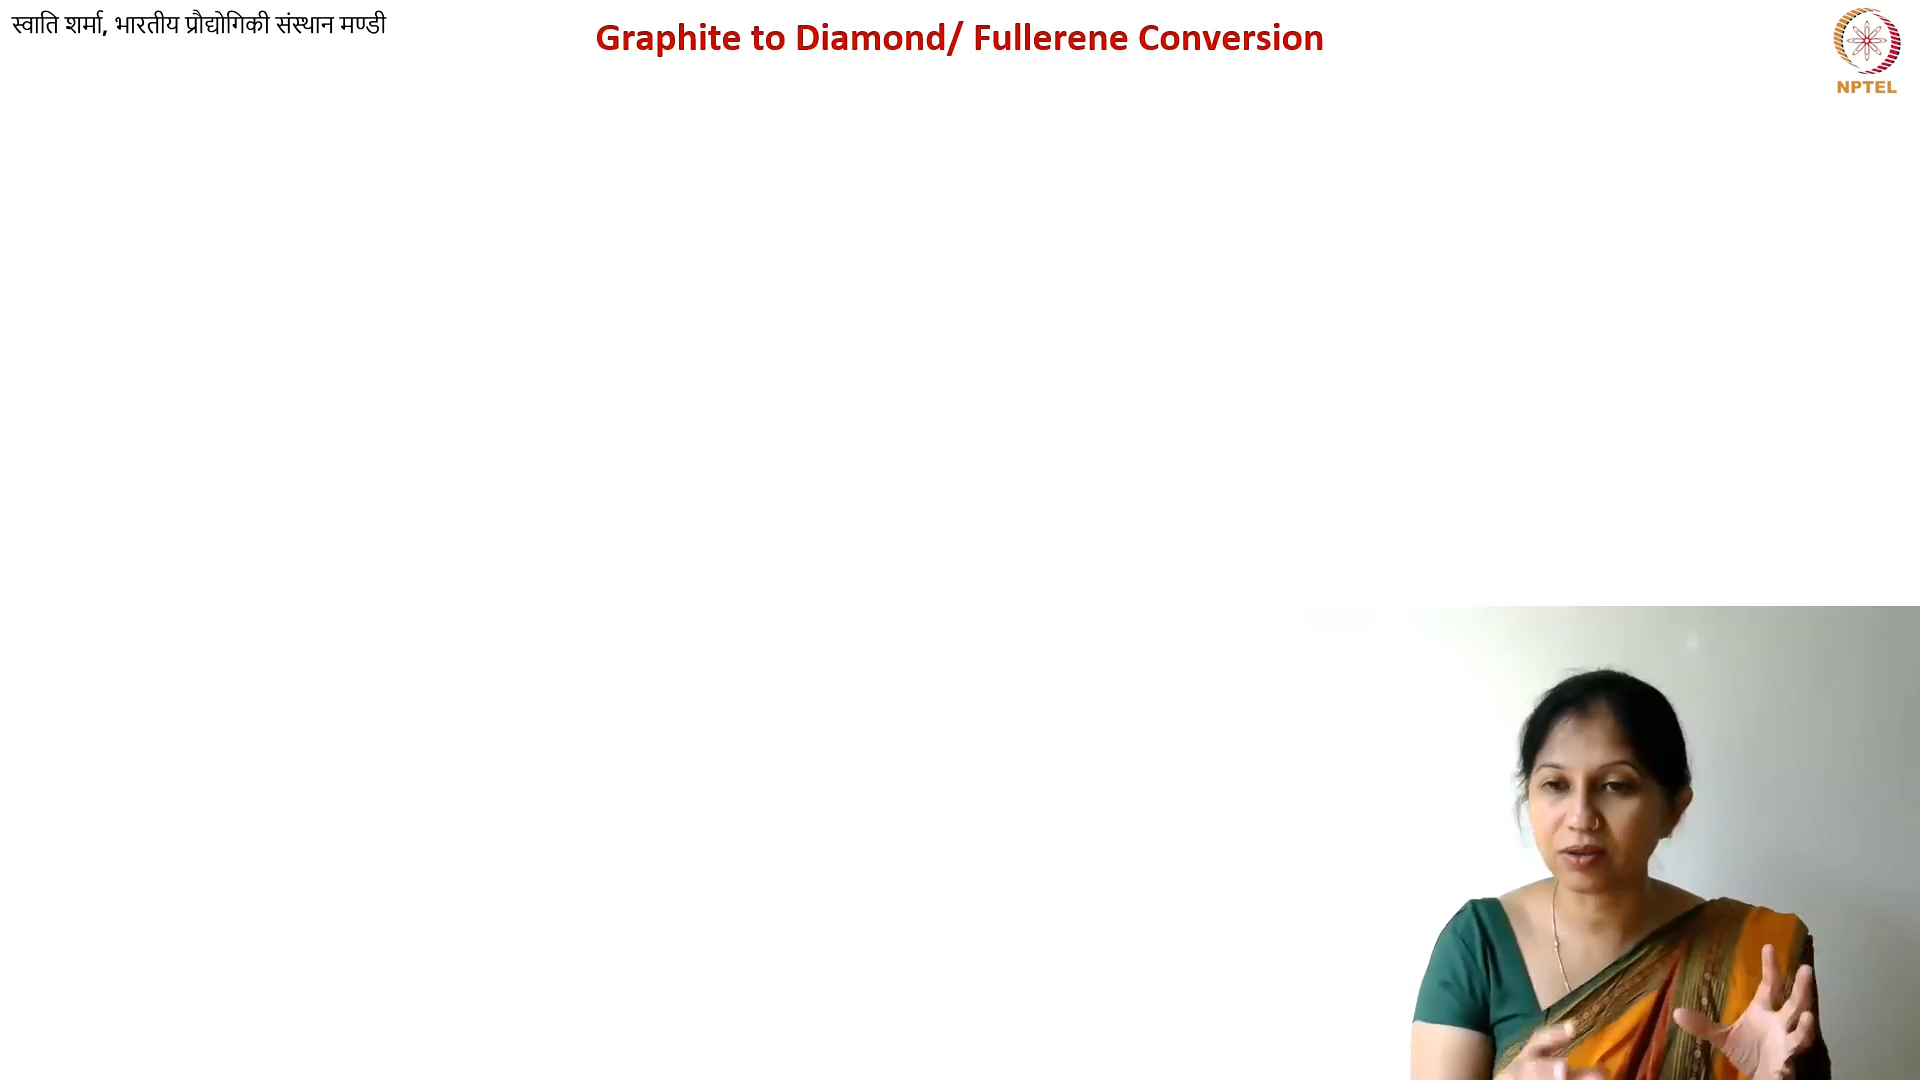 स्वाति शर्मा, भारतीय प्रौद्योगिकी संस्थान मण्डी
Graphite to Diamond/ Fullerene Conversion
NPTEL